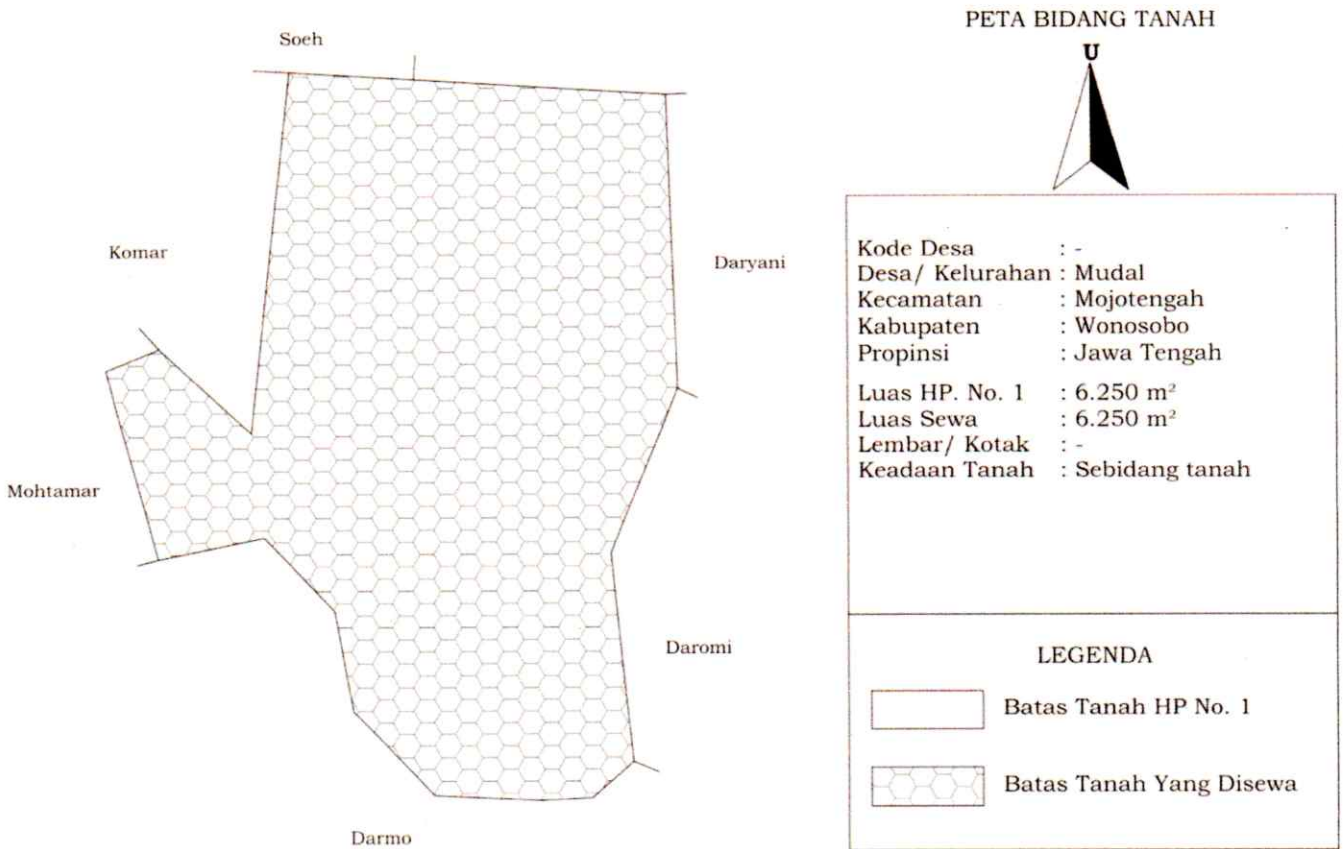 PETA BIDANG TANAH
U
Soeh
Komar
Daryani
Mohtamar
Daromi
Darmo
Kode Desa : -
Desa/ Kelurahan : Mudal
Kecamatan : Mojotengah
Kabupaten : Wonosobo
Propinsi : Jawa Tengah
Luas HP. No. 1 : 6.250 m²
Luas Sewa : 6.250 m²
Lembar/ Kotak : -
Keadaan Tanah : Sebidang tanah
LEGENDA
Batas Tanah HP No. 1
Batas Tanah Yang Disewa